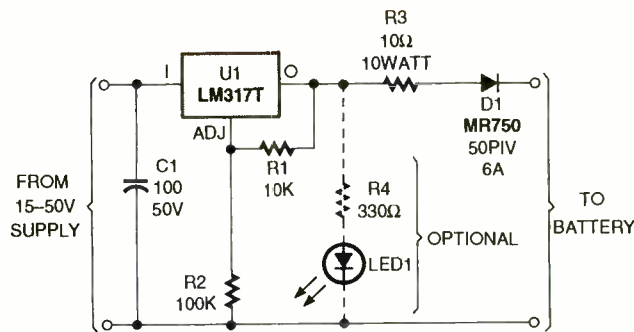 R3
10Ω
10WATT
I
U1
LM317T
O
ADJ
D1
MR750
50PIV
6A
R1
10K
C1
100
50V
FROM
15–50V
SUPPLY
R4
330Ω
OPTIONAL
TO
BATTERY
LED1
R2
100K